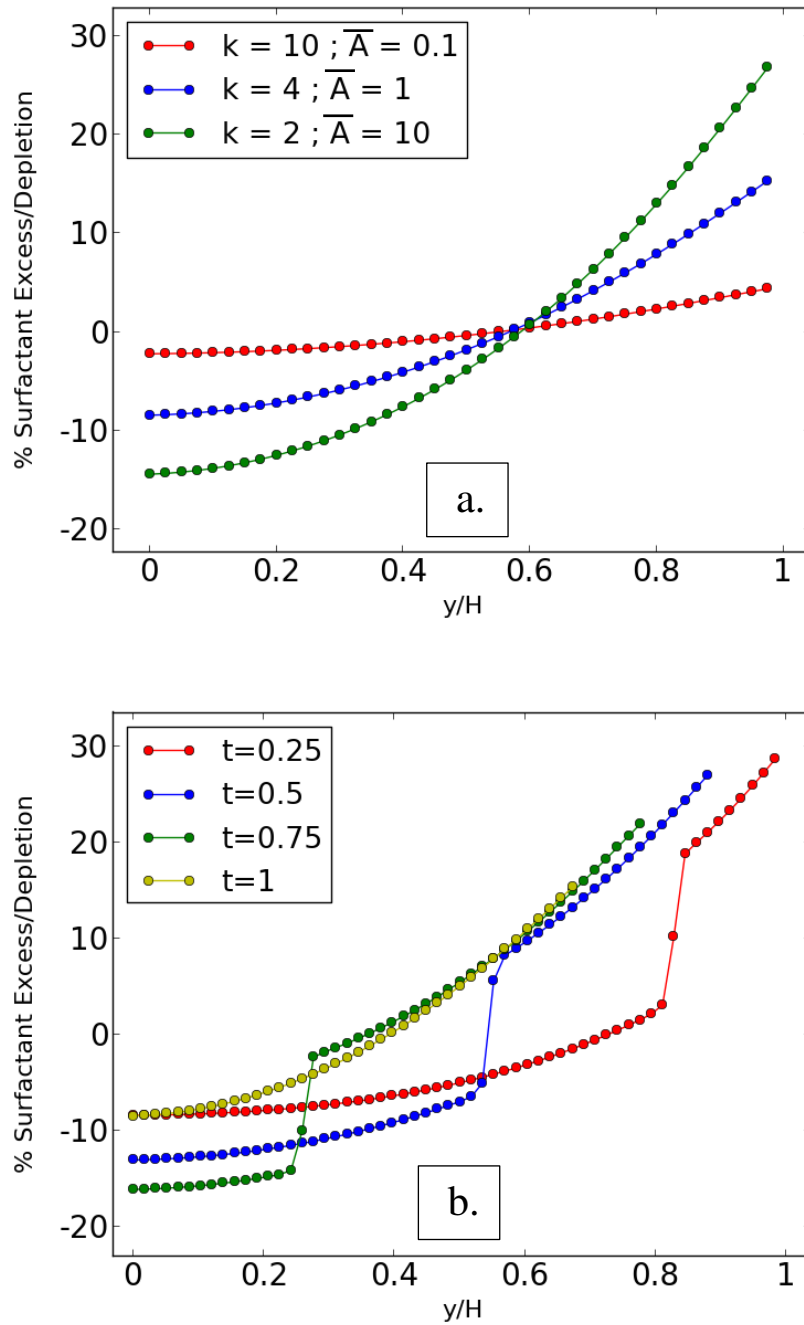 % Surfactant Excess/Depletion
30
20
10
0
-10
-20
k = 10 ; A̅ = 0.1
k = 4 ; A̅ = 1
k = 2 ; A̅ = 10
a.
0 0.2 0.4 0.6 0.8 1
y/H
% Surfactant Excess/Depletion
30
20
10
0
-10
-20
t=0.25
t=0.5
t=0.75
t=1
b.
0 0.2 0.4 0.6 0.8 1
y/H